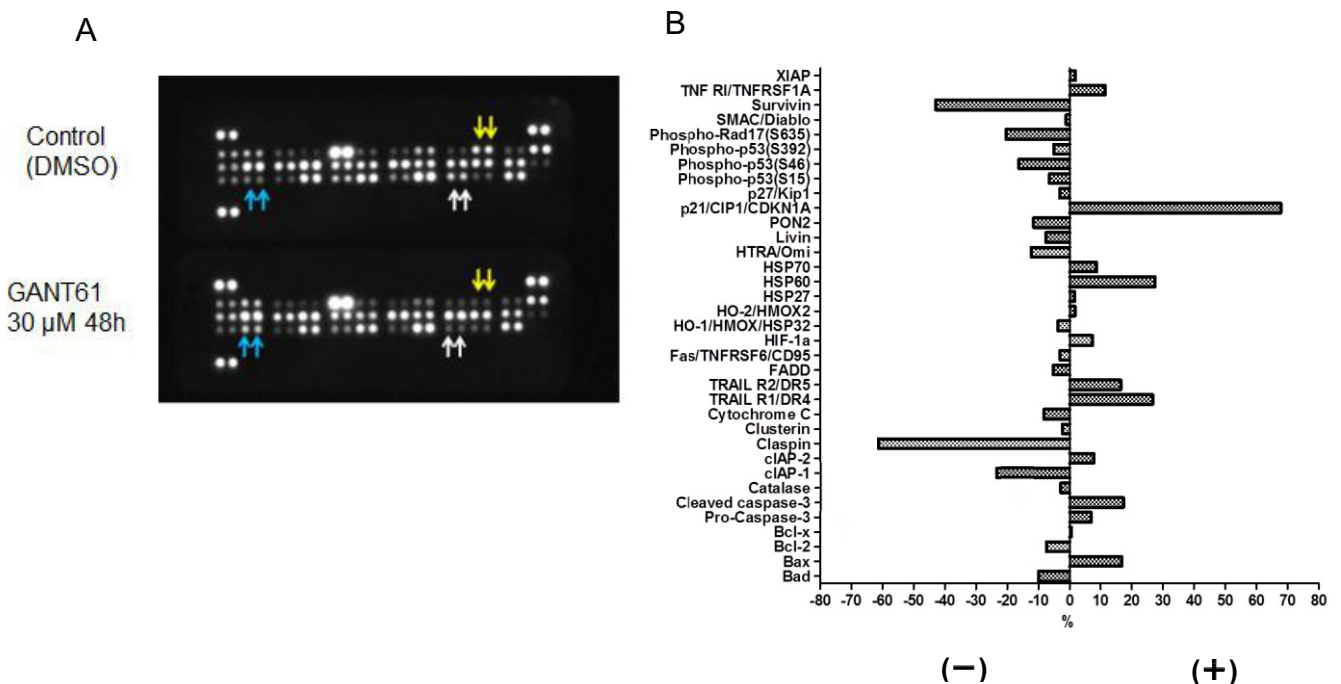 A
B
Control
(DMSO)
GANT61
30 μM 48h
XIAP
TNF RI/TNFRSF1A
Survivin
SMAC/Diablo
Phospho-Rad17(S635)
Phospho-p53(S392)
Phospho-p53(S46)
Phospho-p53(S15)
p27/Kip1
p21/CIP1/CDKN1A
PON2
Livin
HTRA/Omi
HSP70
HSP60
HSP27
HO-2/HMOX2
HO-1/HMOX/HSP32
HIF-1a
Fas/TNFRSF6/CD95
FADD
TRAIL R2/DR5
TRAIL R1/DR4
Cytochrome C
Clusterin
Claspin
cIAP-2
cIAP-1
Catalase
Cleaved caspase-3
Pro-Caspase-3
Bcl-x
Bcl-2
Bax
Bad
-80 -70 -60 -50 -40 -30 -20 -10 0 10 20 30 40 50 60 70 80
%
(−) (+)